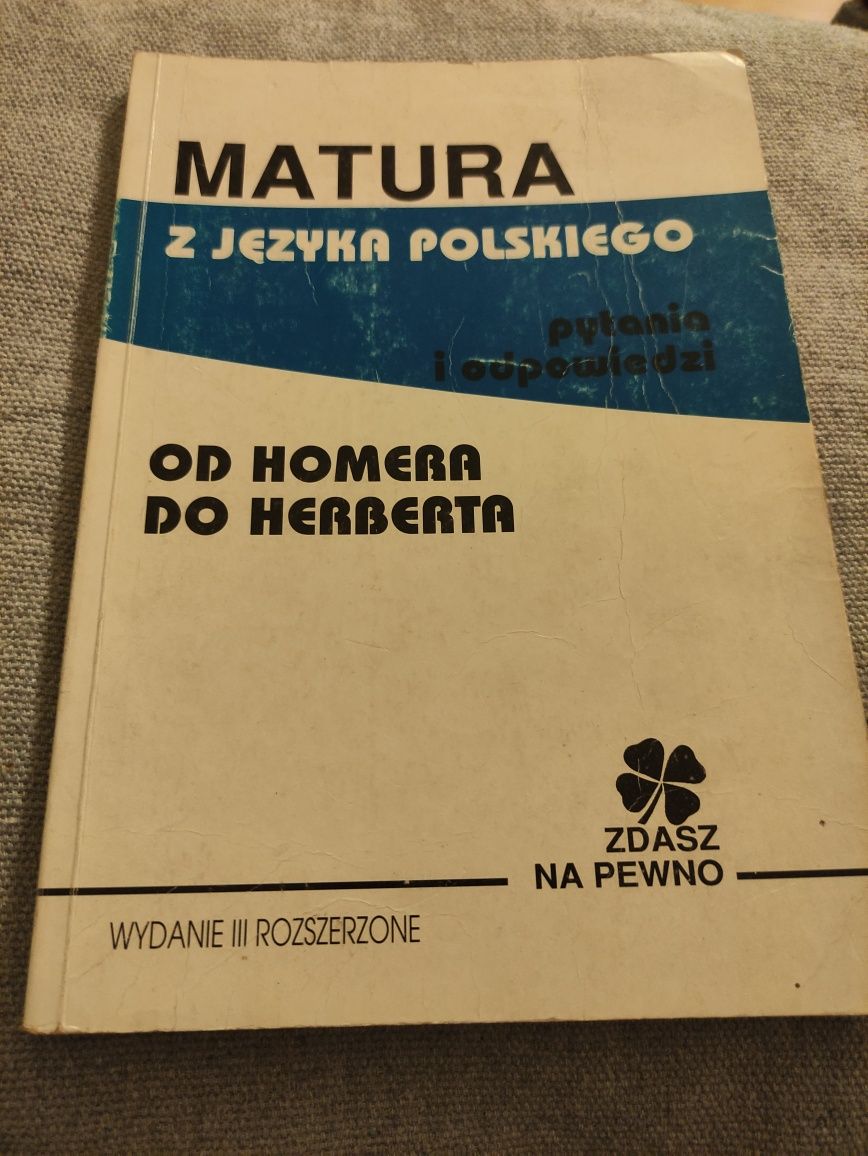 MATURA
Z JĘZYKA POLSKIEGO
pytania
i odpowiedzi
OD HOMERA
DO HERBERTA
ZDASZ
NA PEWNO
WYDANIE III ROZSZERZONE